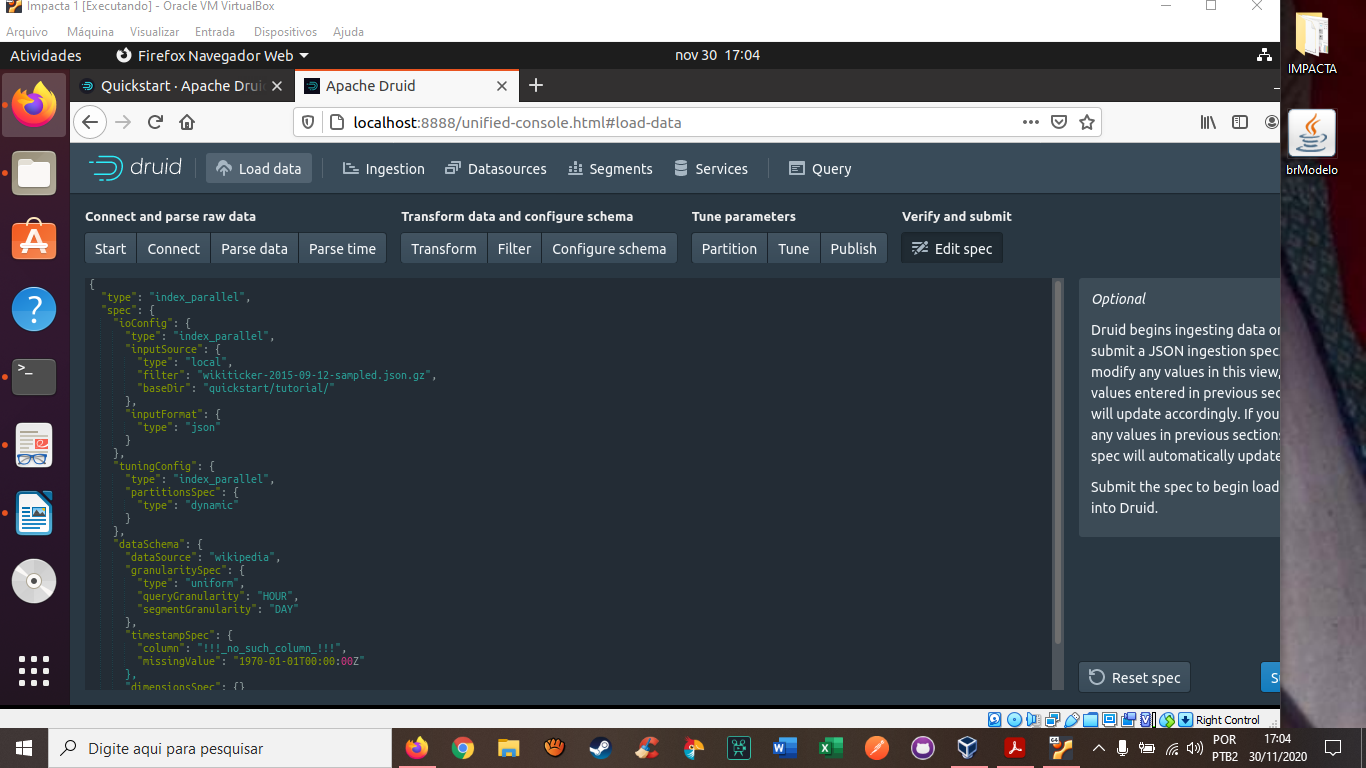 Impacta 1 [Executando] - Oracle VM VirtualBox
Arquivo Máquina Visualizar Entrada Dispositivos Ajuda
Atividades Firefox Navegador Web nov 30 17:04
Quickstart · Apache Drui Apache Druid
localhost:8888/unified-console.html#load-data
druid Load data Ingestion Datasources Segments Services Query
Connect and parse raw data Transform data and configure schema Tune parameters Verify and submit
Start Connect Parse data Parse time Transform Filter Configure schema Partition Tune Publish Edit spec
{
"type": "index_parallel",
"spec": {
"ioConfig": {
"type": "index_parallel",
"inputSource": {
"type": "local",
"filter": "wikiticker-2015-09-12-sampled.json.gz",
"baseDir": "quickstart/tutorial/"
},
"inputFormat": {
"type": "json"
}
},
"tuningConfig": {
"type": "index_parallel",
"partitionsSpec": {
"type": "dynamic"
}
},
"dataSchema": {
"dataSource": "wikipedia",
"granularitySpec": {
"type": "uniform",
"queryGranularity": "HOUR",
"segmentGranularity": "DAY"
},
"timestampSpec": {
"column": "!!!_no_such_column_!!!",
"missingValue": "1970-01-01T00:00:00Z"
},
"dimensionsSpec": {}
Optional
Druid begins ingesting data on
submit a JSON ingestion spec.
modify any values in this view,
values entered in previous sec
will update accordingly. If you
any values in previous sections
spec will automatically update
Submit the spec to begin load
into Druid.
Reset spec Su
IMPACTA
brModelo
Right Control
Digite aqui para pesquisar
POR
PTB2
17:04
30/11/2020